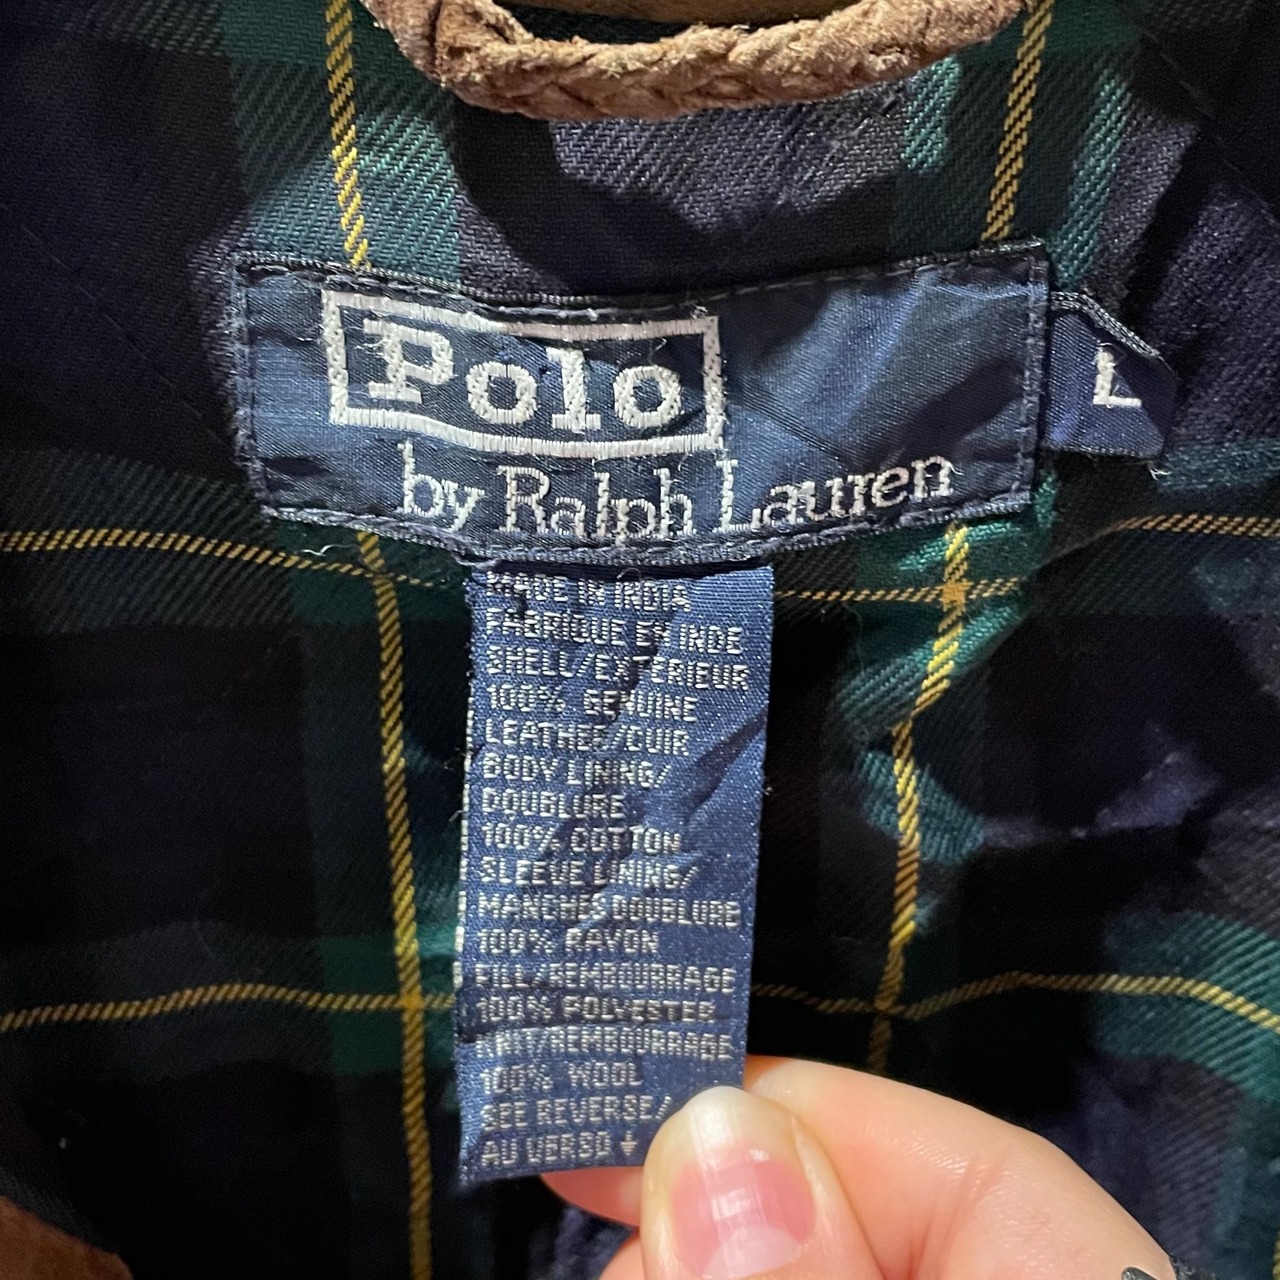 Polo
by Ralph Lauren
L
MADE IN INDIA
FABRIQUE EN INDE
SHELL/EXTERIEUR
100% GENUINE
LEATHER/CUIR
BODY LINING/
DOUBLURE
100% COTTON
SLEEVE LINING/
MANCHES DOUBLURE
100% RAYON
FILL/REMBOURRAGE
100% POLYESTER
KNIT/REMBOURRAGE
100% WOOL
SEE REVERSE/
AU VERSO ↓